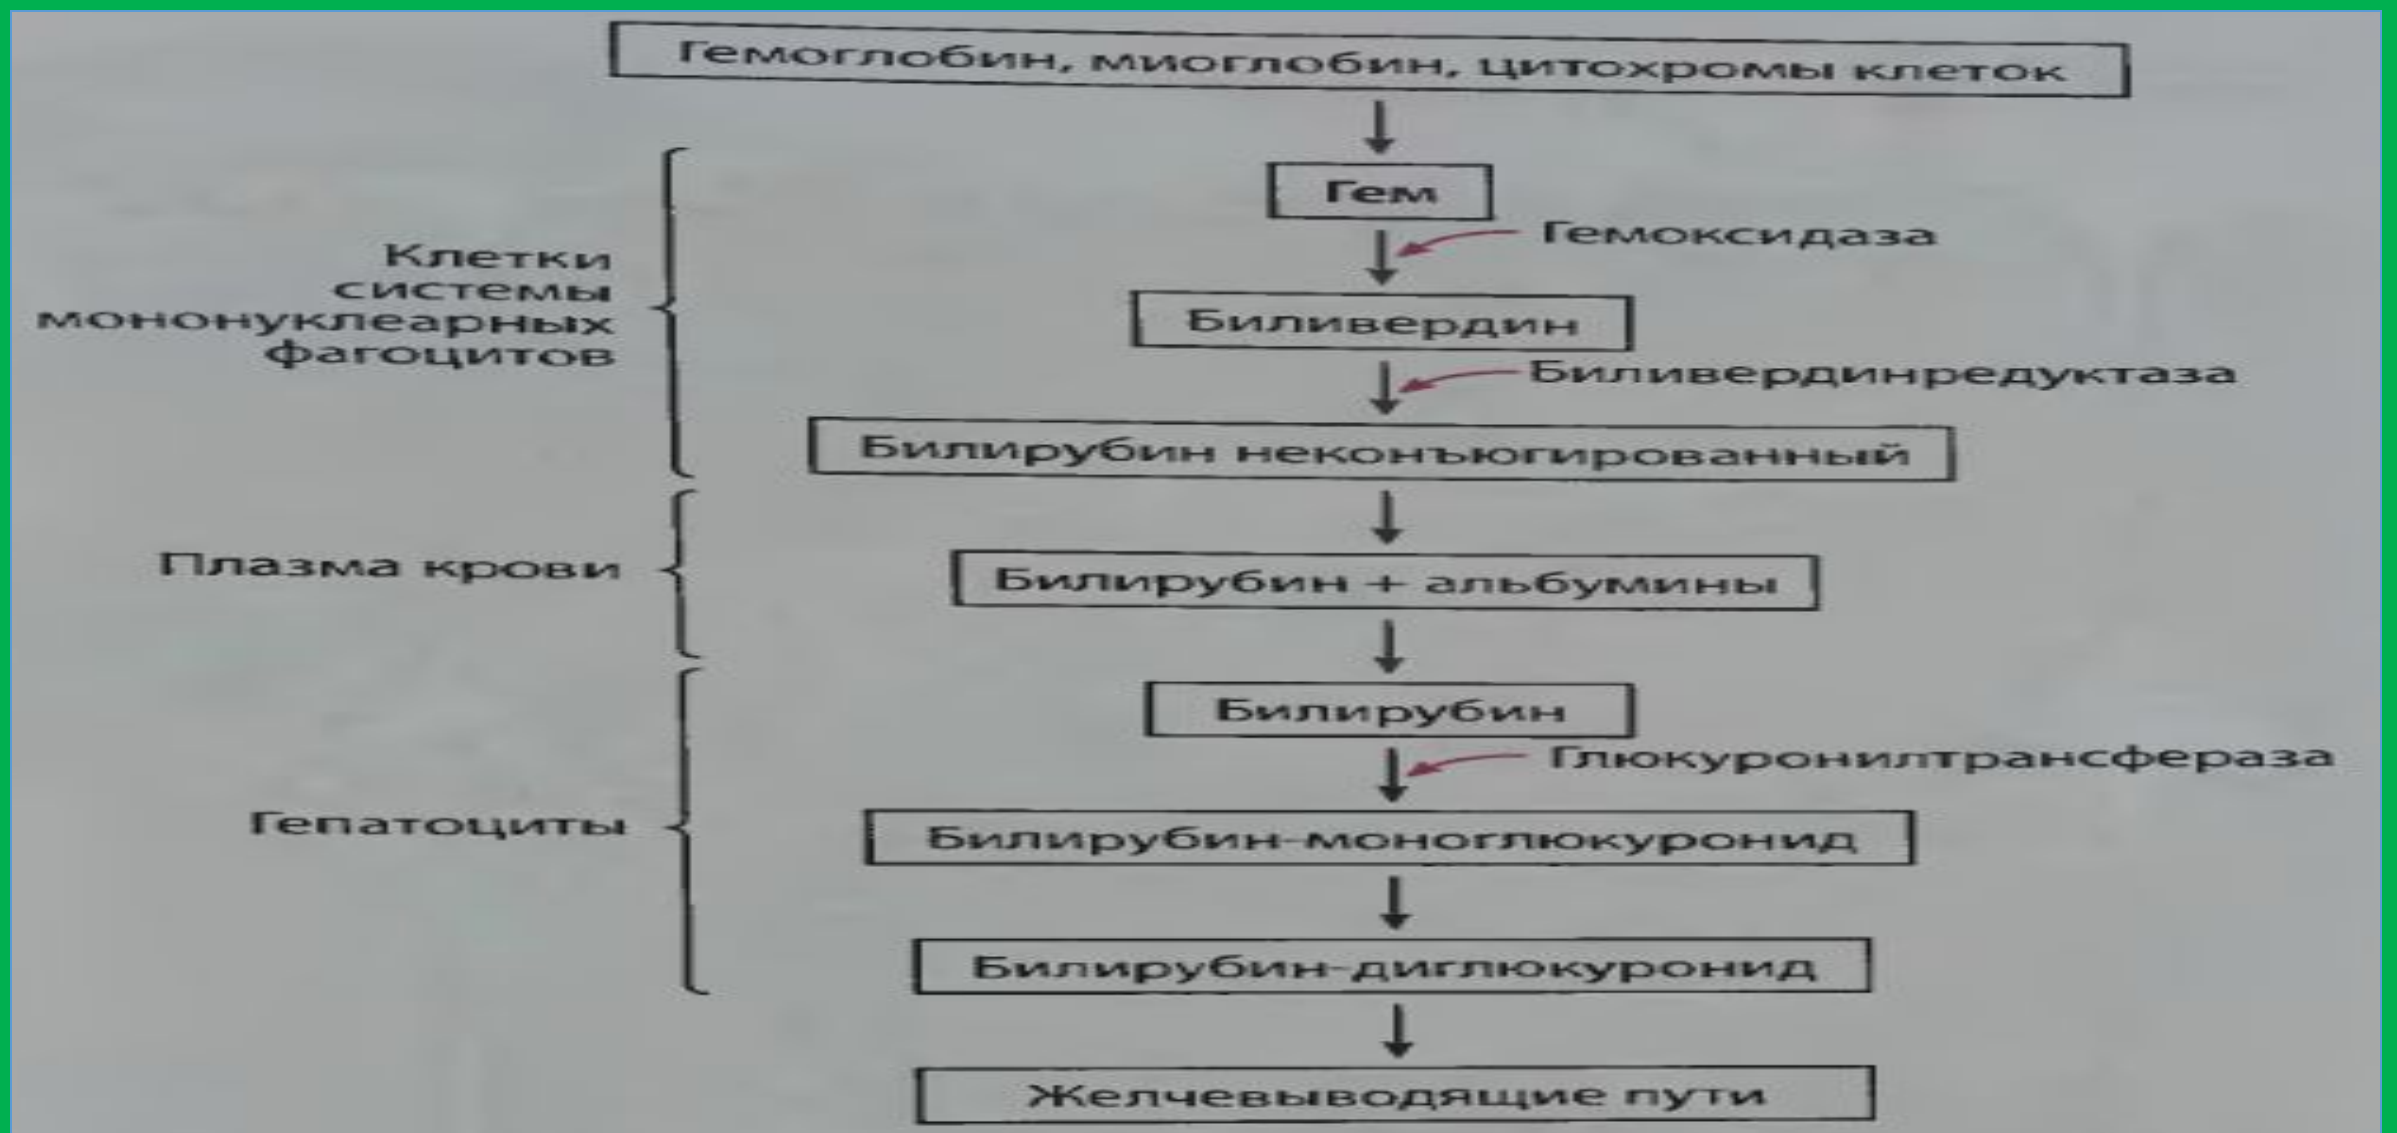 Гемоглобин, миоглобин, цитохромы клеток
Гем
Гемоксидаза
Клетки
системы
мононуклеарных
фагоцитов
Биливердин
Биливердинредуктаза
Билирубин неконъюгированный
Плазма крови
Билирубин + альбумины
Билирубин
Глюкуронилтрансфераза
Гепатоциты
Билирубин-моноглюкуронид
Билирубин-диглюкуронид
Желчевыводящие пути